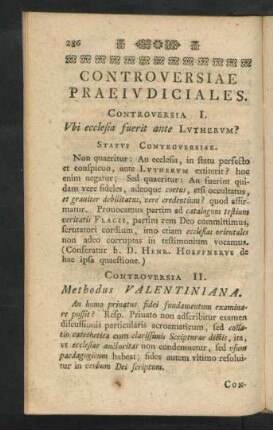 286
CONTROVERSIAE
PRAEIVDICIALES.
CONTROVERSIA I.
Vbi ecclesia fuerit ante LVTHERVM?
STATVS CONTROVERSIAE.
Non quaeritur: An ecclesia, in statu perfecto
et conspicuo, ante LVTHERVM extiterit? hoc
enim negatur; Sed quaeritur: An fuerint qui-
dam vere fideles, adeoque coetus, etsi occultatus,
et grauiter debilitatus, vere credentium? quod affir-
matur. Prouocamus partim ad catalogum testium
veritatis FLACII, partim rem Deo committimus,
scrutatori cordium, imo etiam ecclesias orientales
non adeo corruptas in testimonium vocamus.
(Conferatur b. D. HENR. HOEPFNERVS de
hac ipsa quaestione.)
CONTROVERSIA II.
Methodus VALENTINIANA.
An homo priuatus fidei fundamentum examina-
re possit? Resp. Priuato non adscribitur examen
discussionis particularis acroamaticum, sed colla-
tio catechetica cum clarissimis Scripturae dictis, ita,
vt ecclesiae auctoritas non condemnetur, sed vsum
paedagogicum habeat; fides autem vltimo resolui-
tur in verbum Dei scriptum.
CON-